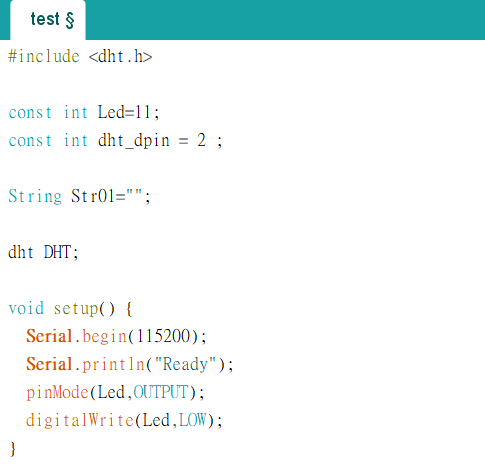 test §
#include <dht.h>
const int Led=11;
const int dht_dpin = 2 ;
String Str01="";
dht DHT;
void setup() {
Serial.begin(115200);
Serial.println("Ready");
pinMode(Led,OUTPUT);
digitalWrite(Led,LOW);
}